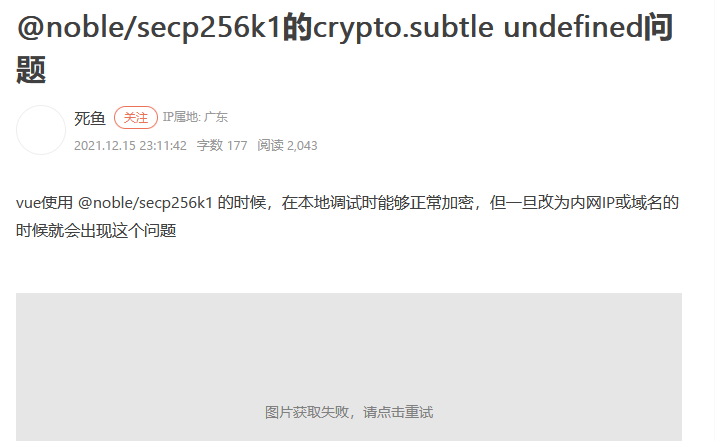 @noble/secp256k1的crypto.subtle undefined问
题
死鱼 关注 IP属地: 广东
2021.12.15 23:11:42 字数 177 阅读 2,043
vue使用 @noble/secp256k1 的时候，在本地调试时能够正常加密，但一旦改为内网IP或域名的
时候就会出现这个问题
图片获取失败，请点击重试